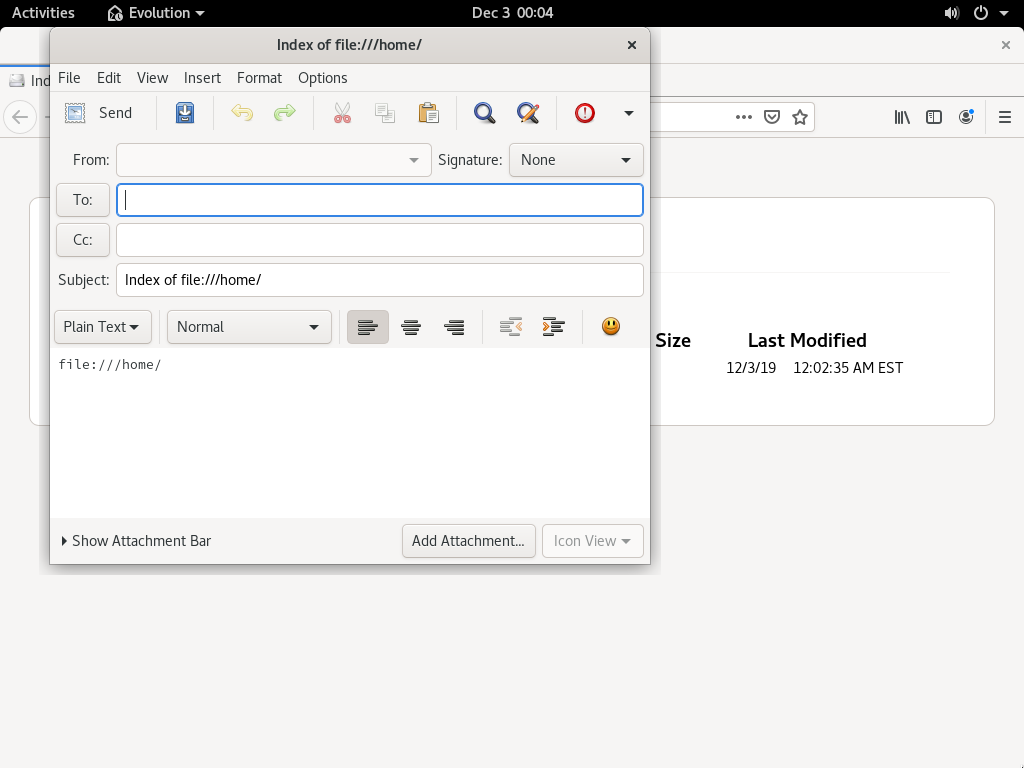 Activities Evolution Dec 3 00:04
Index of file:///home/
File Edit View Insert Format Options
Ind
Send
From: Signature: None
To:
Cc:
Subject: Index of file:///home/
Plain Text Normal
Size Last Modified
file:///home/
12/3/19 12:02:35 AM EST
Show Attachment Bar Add Attachment... Icon View